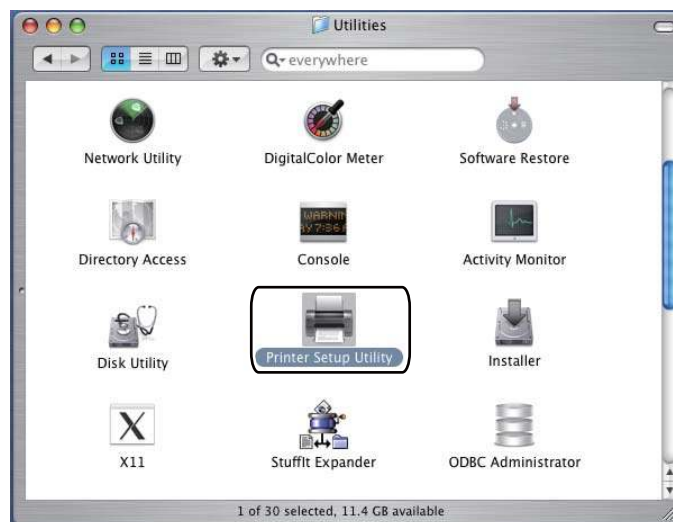 Utilities
everywhere
Network Utility
DigitalColor Meter
Software Restore
Directory Access
Console
Activity Monitor
Disk Utility
Printer Setup Utility
Installer
X11
StuffIt Expander
ODBC Administrator
1 of 30 selected, 11.4 GB available